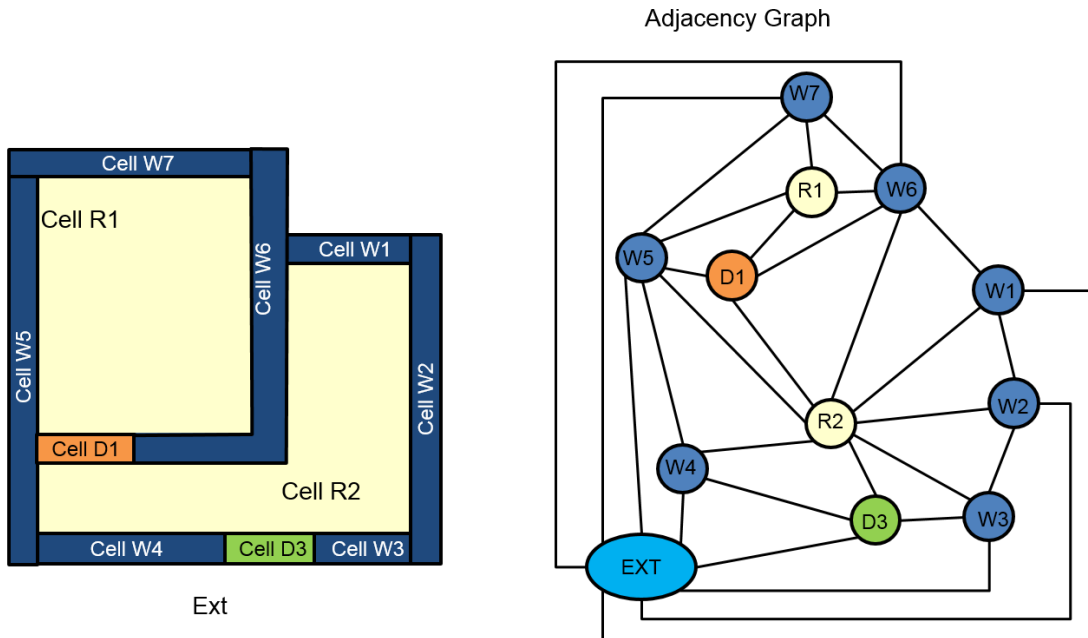 Adjacency Graph
Cell W7
Cell R1
Cell W6
Cell W1
Cell W5
Cell W2
Cell D1
Cell R2
Cell W4
Cell D3
Cell W3
Ext
W7
R1
W6
W5
D1
W1
R2
W2
W4
D3
W3
EXT